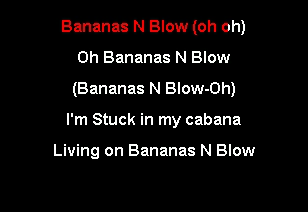 Bananas N Blow (oh oh)
Oh Bananas N Blow
(Bananas N Blow-Oh)
I'm Stuck in my cabana
Living on Bananas N Blow